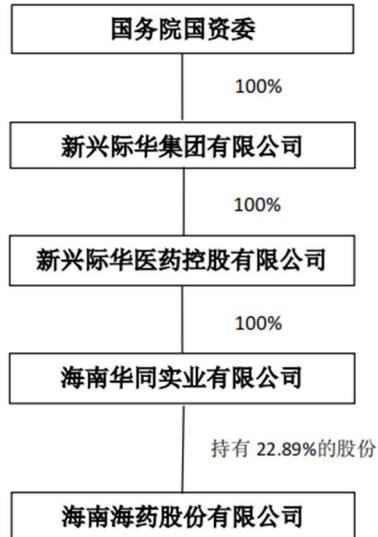 国务院国资委
100%
新兴际华集团有限公司
100%
新兴际华医药控股有限公司
100%
海南华同实业有限公司
持有 22.89%的股份
海南海药股份有限公司